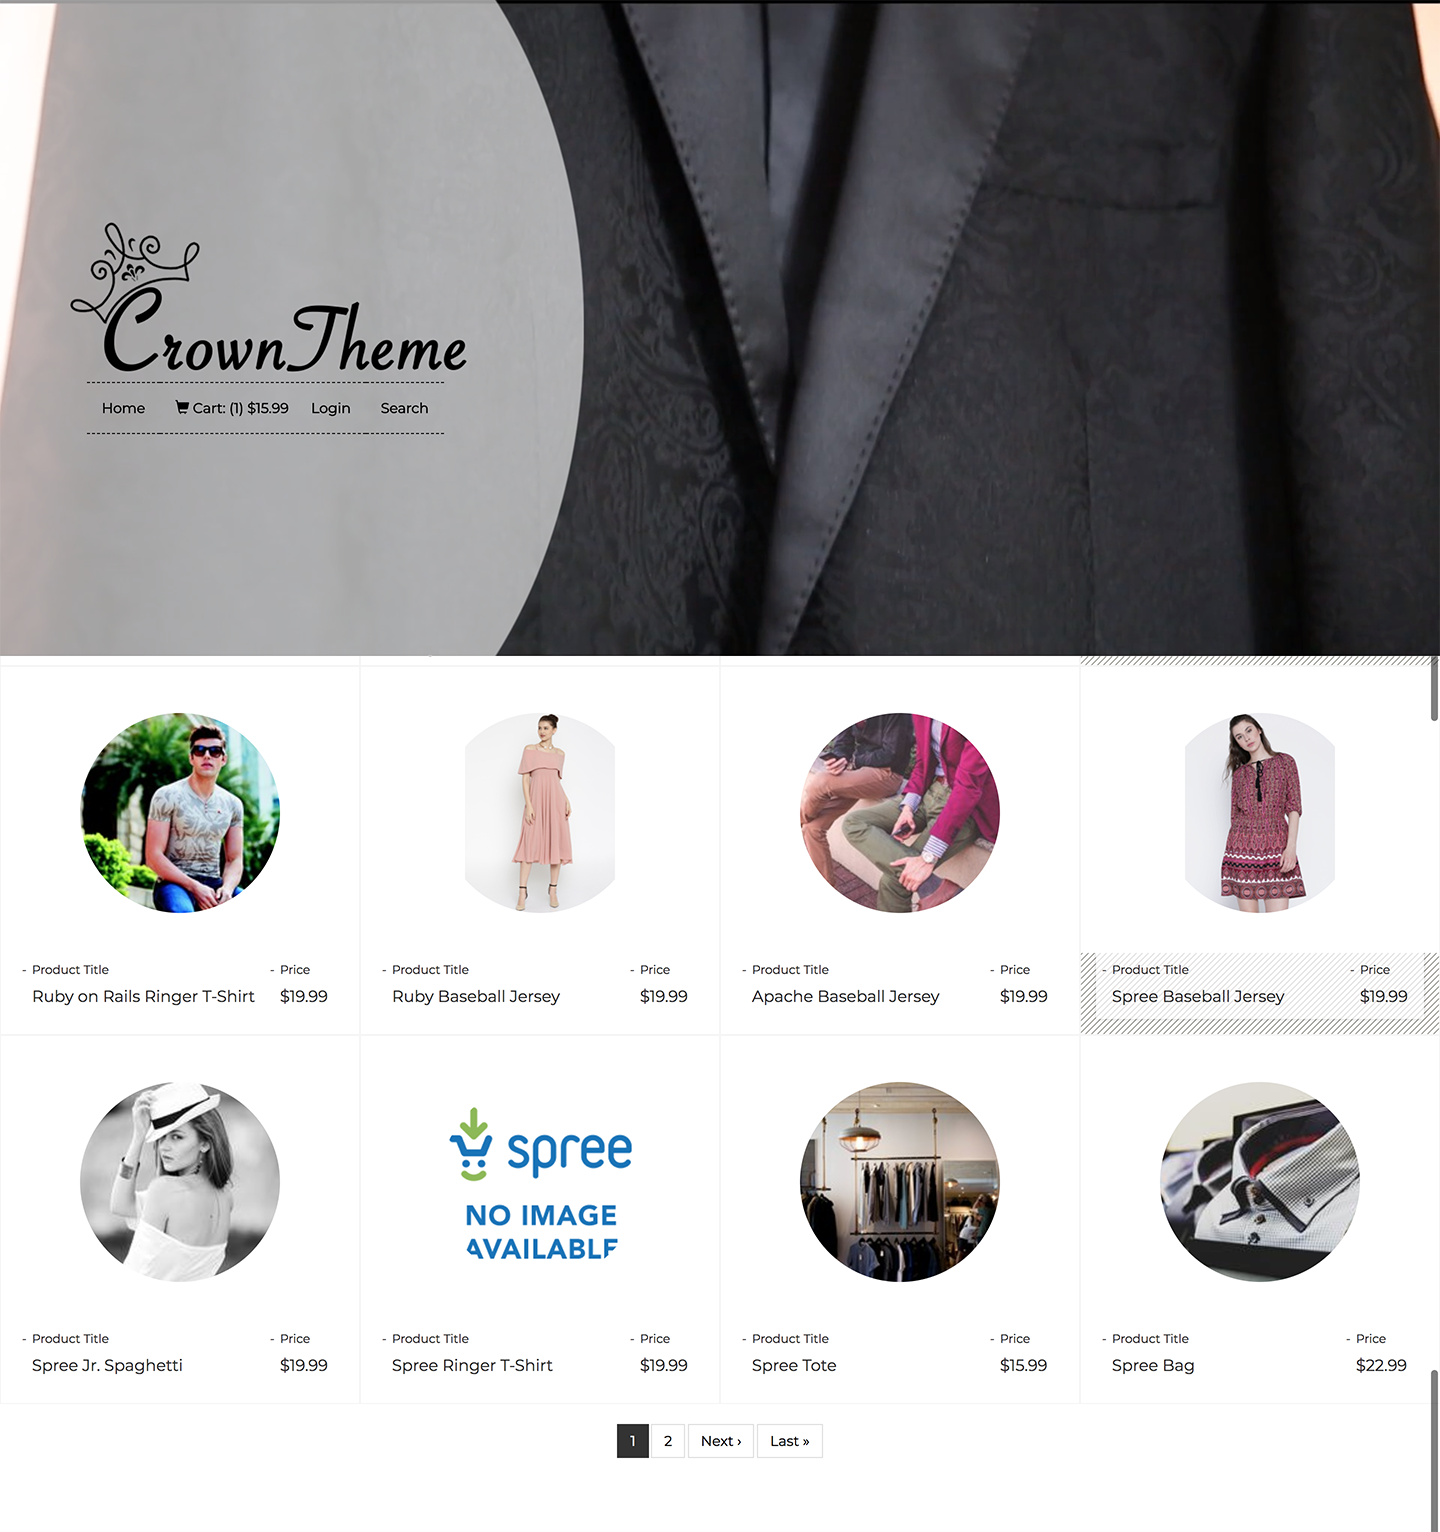 CrownTheme
Home Cart: (1) $15.99 Login Search
- Product Title - Price
Ruby on Rails Ringer T-Shirt $19.99
- Product Title - Price
Ruby Baseball Jersey $19.99
- Product Title - Price
Apache Baseball Jersey $19.99
- Product Title - Price
Spree Baseball Jersey $19.99
spree
NO IMAGE
AVAILABLE
- Product Title - Price
Spree Jr. Spaghetti $19.99
- Product Title - Price
Spree Ringer T-Shirt $19.99
- Product Title - Price
Spree Tote $15.99
- Product Title - Price
Spree Bag $22.99
1 2 Next › Last »